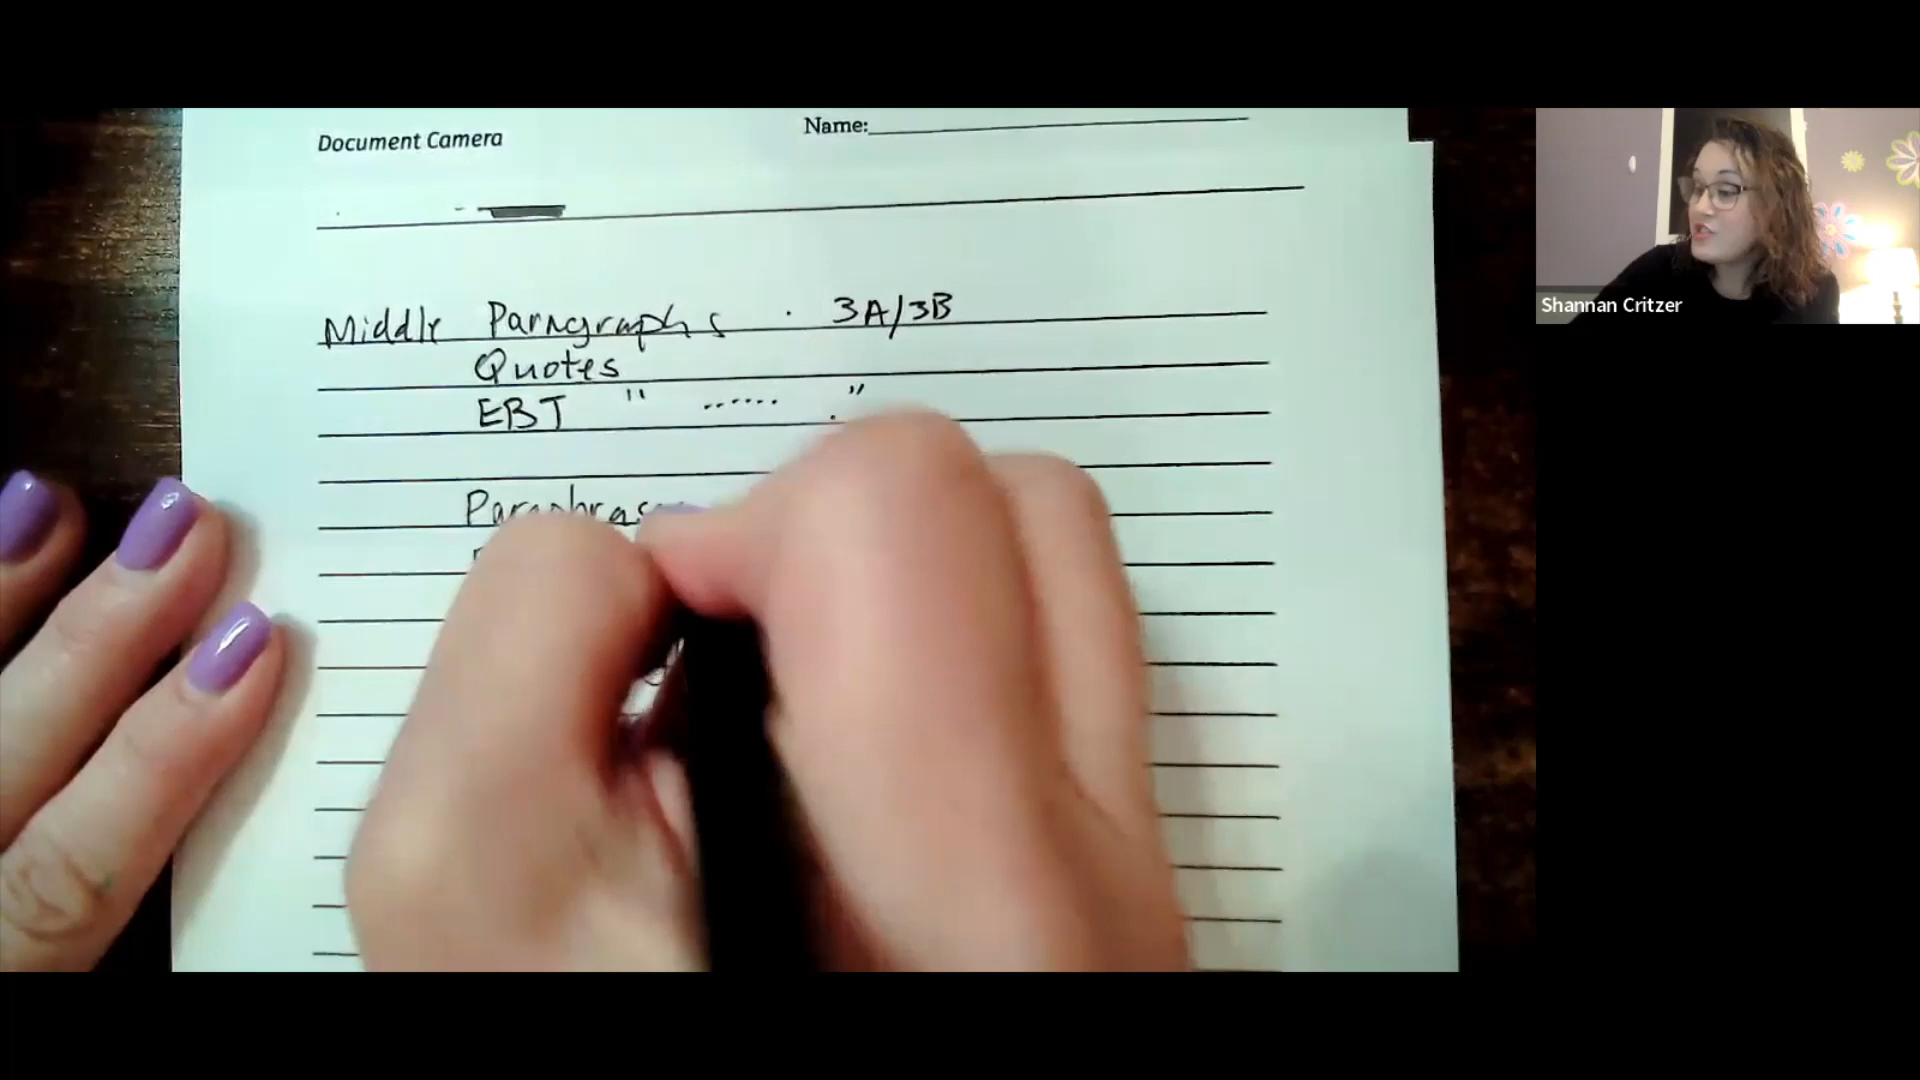 Document Camera
Name:
Middle Paragraphs . 3A/3B
Quotes
EBT " ....... ."
Shannan Critzer